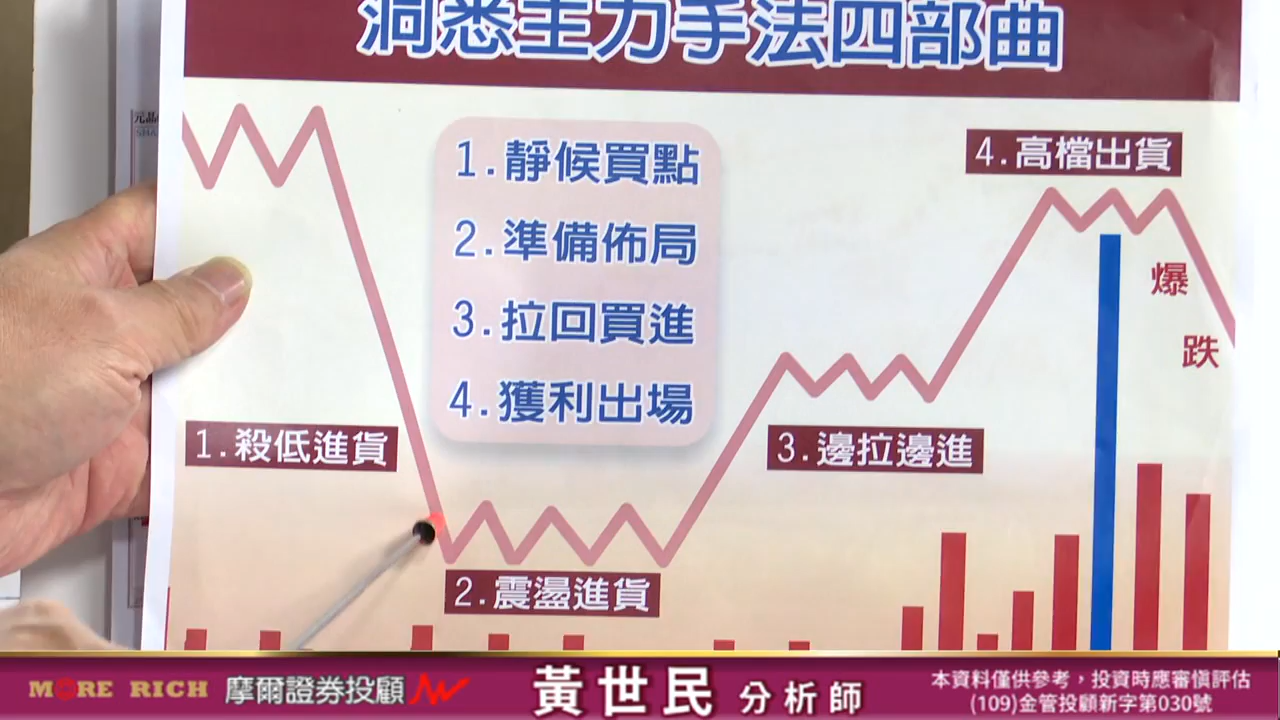 洞悉主力手法四部曲
1.靜候買點
2.準備佈局
3.拉回買進
4.獲利出場
4.高檔出貨
爆
跌
1.殺低進貨
3.邊拉邊進
2.震盪進貨
MORE RICH 摩爾證券投顧
黃世民 分析師
本資料僅供參考，投資時應審慎評估
(109)金管投顧新字第030號